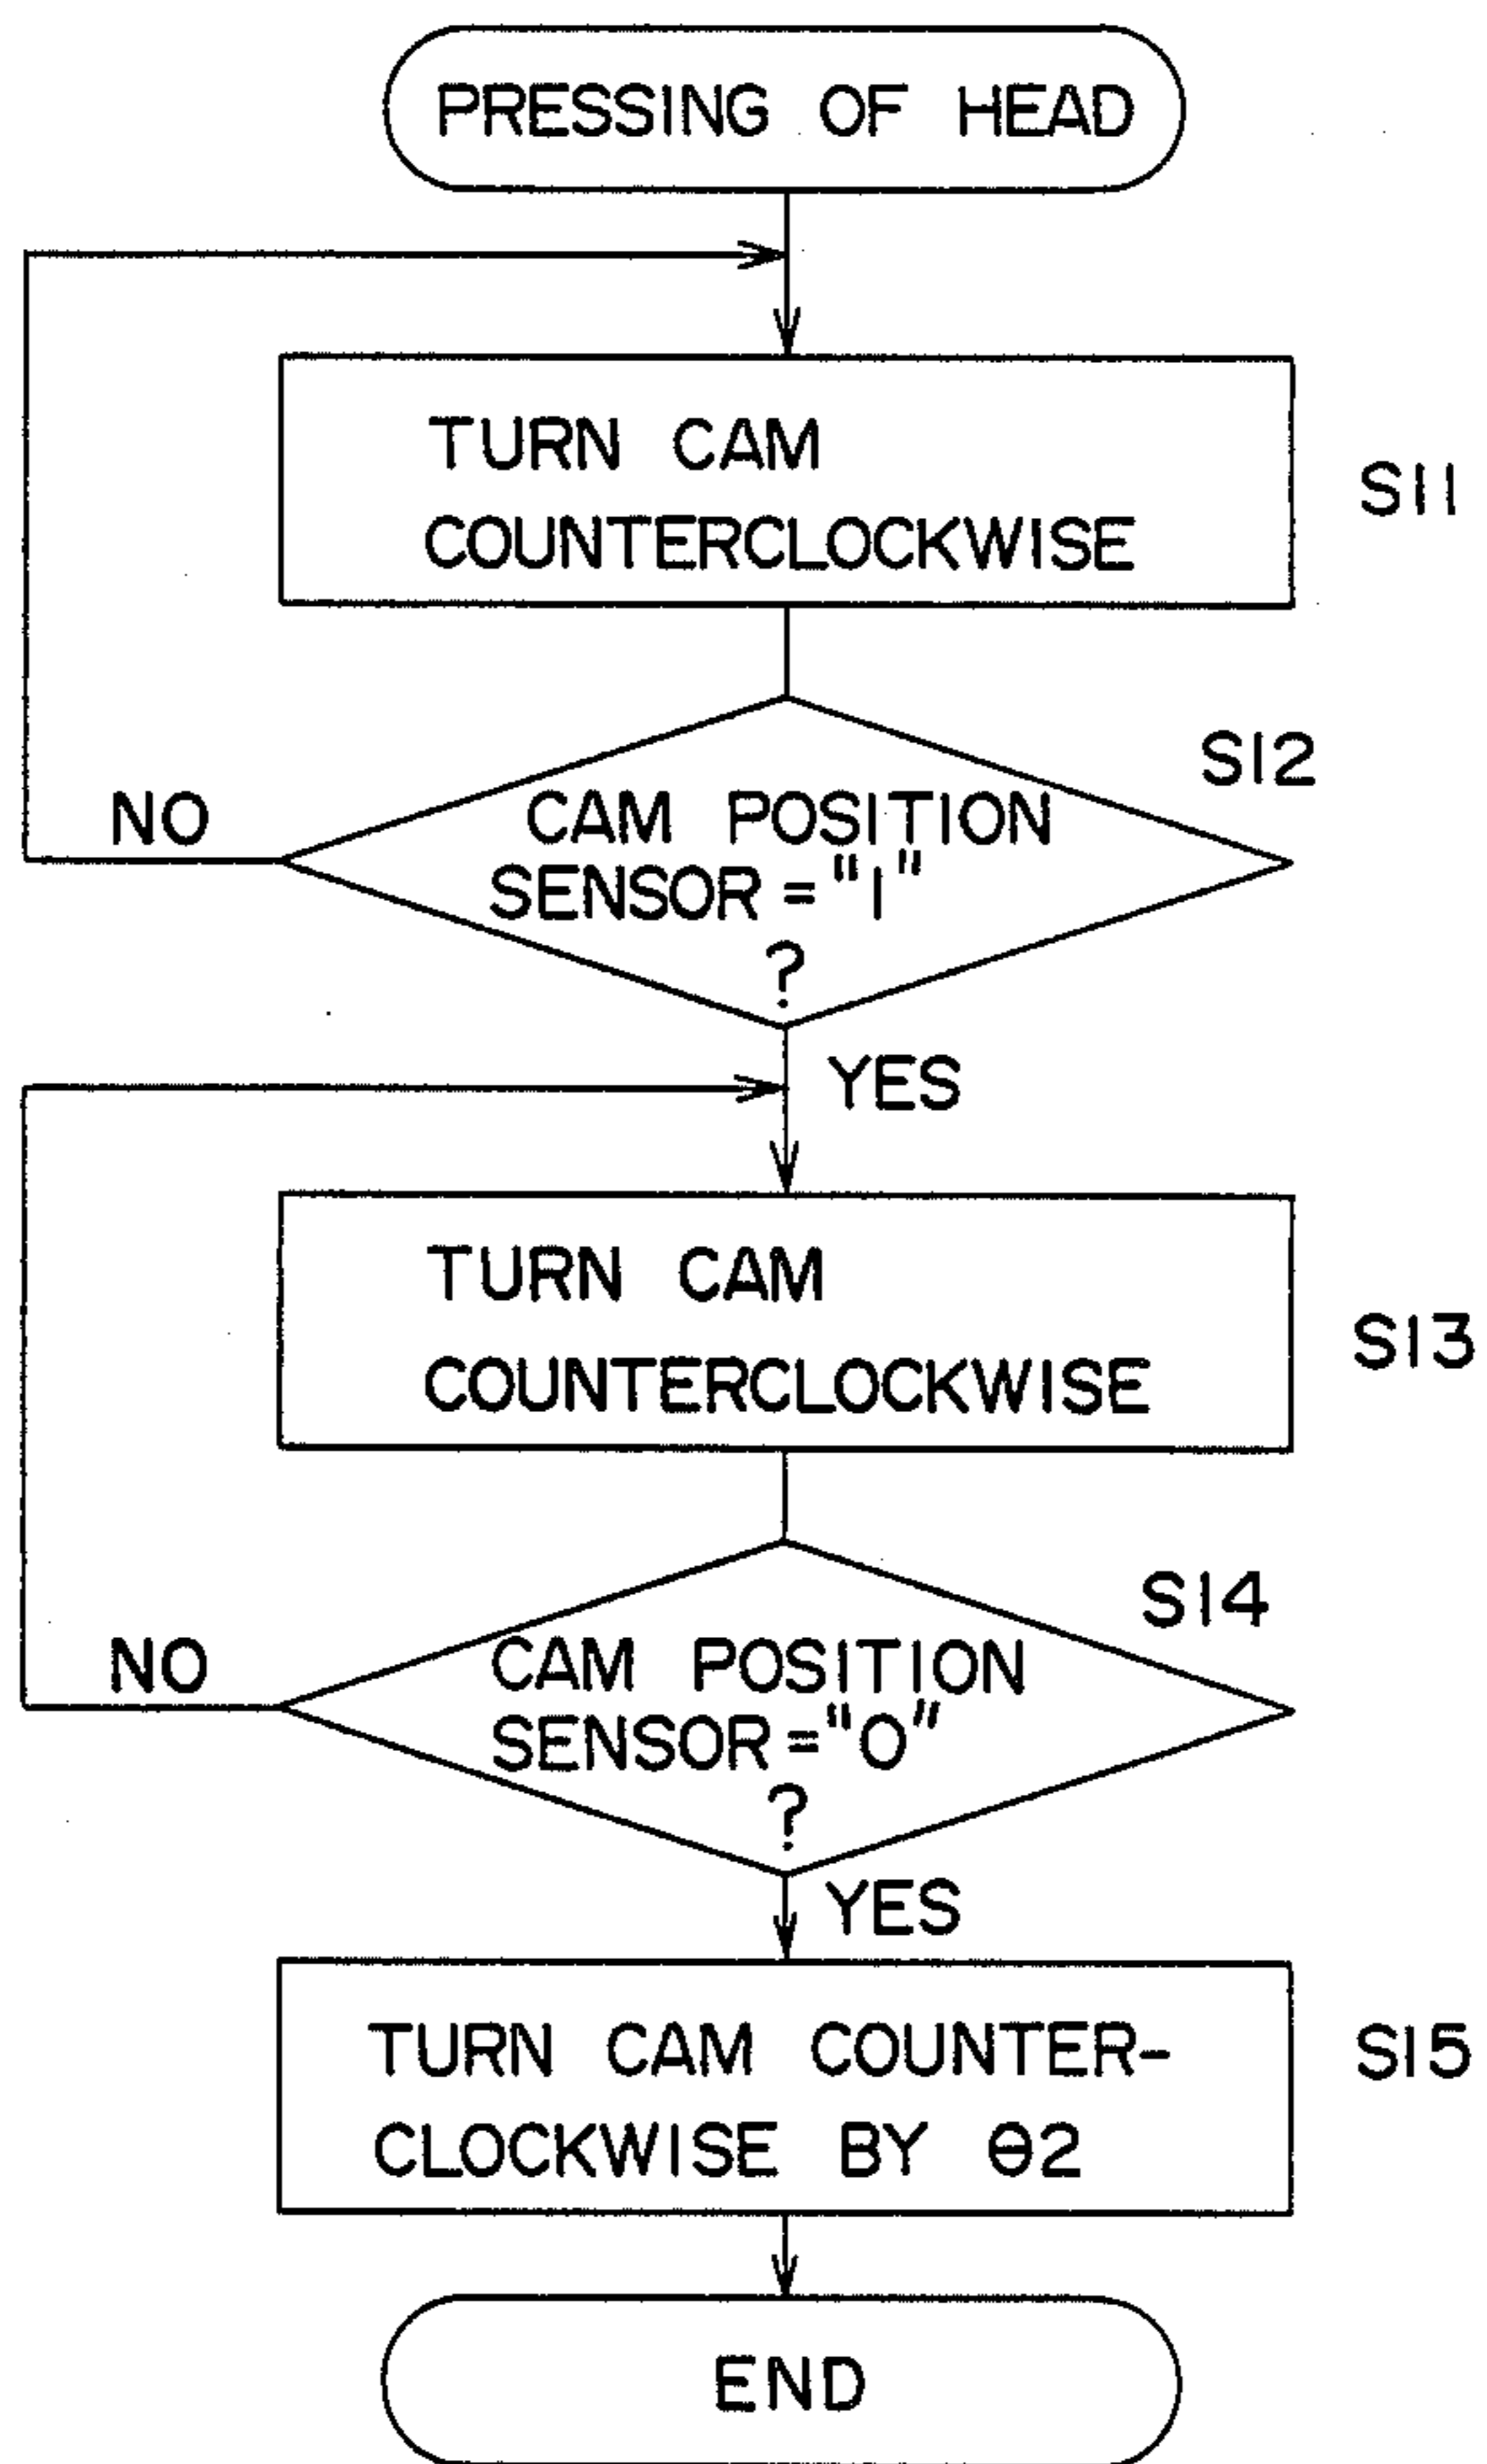 PRESSING OF HEAD
TURN CAM
COUNTERCLOCKWISE
S11
S12
NO
CAM POSITION
SENSOR="1"
?
YES
TURN CAM
COUNTERCLOCKWISE
S13
S14
NO
CAM POSITION
SENSOR="0"
?
YES
TURN CAM COUNTER-
CLOCKWISE BY θ2
S15
END